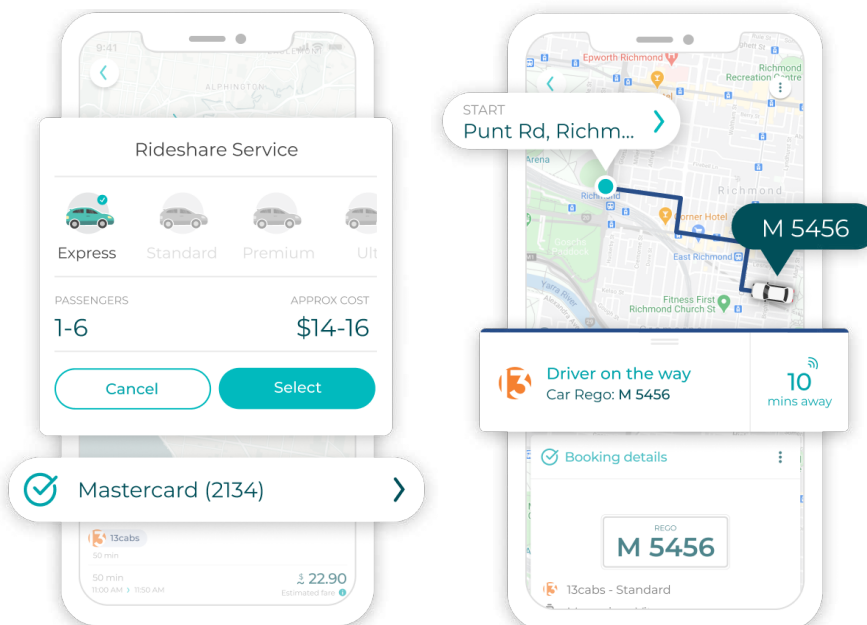 9:41
ALPHINGTON
Rideshare Service
Express
Standard
Premium
Ult
PASSENGERS
APPROX COST
1-6
$14-16
Cancel
Select
Mastercard (2134)
13cabs
50 min
50 min
$ 22.90
11:00 AM > 11:50 AM
Estimated fare
Epworth Richmond
Richmond
Recreation Centre
START
Punt Rd, Richm...
Arena
Richmond
Richmond
Corner Hotel
M 5456
East Richmond
Yarra River
Fitness First
Richmond Church St
13
Driver on the way
Car Rego: M 5456
10
mins away
Booking details
REGO
M 5456
13cabs - Standard